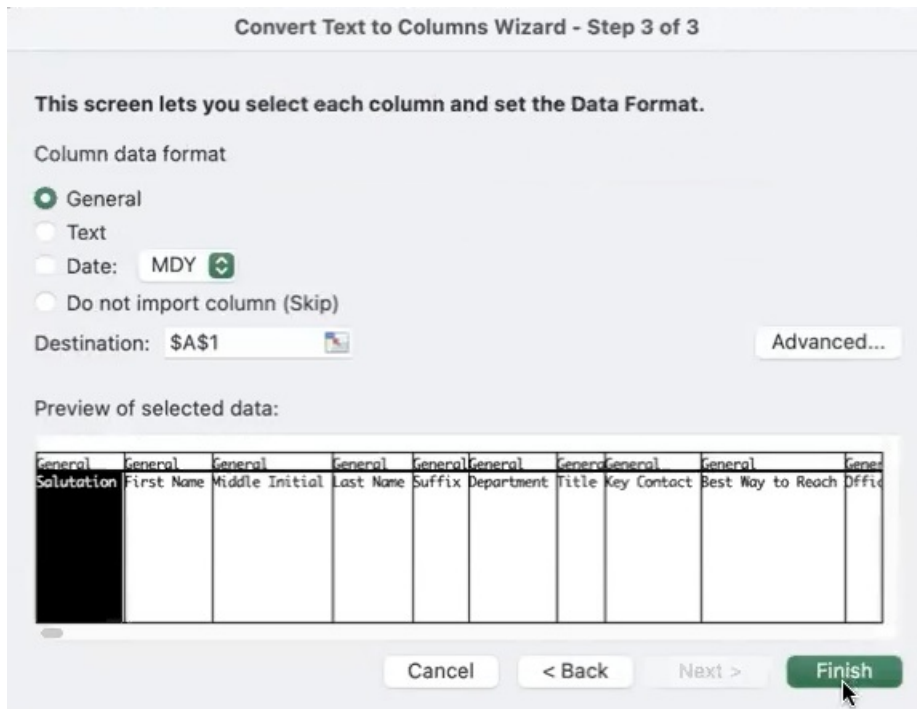 Convert Text to Columns Wizard - Step 3 of 3
This screen lets you select each column and set the Data Format.
Column data format
General
Text
Date: MDY
Do not import column (Skip)
Destination: $A$1
Advanced...
Preview of selected data:
General General General General General General General General General Gener
Salutation First Name Middle Initial Last Name Suffix Department Title Key Contact Best Way to Reach Offic
Cancel < Back Next > Finish